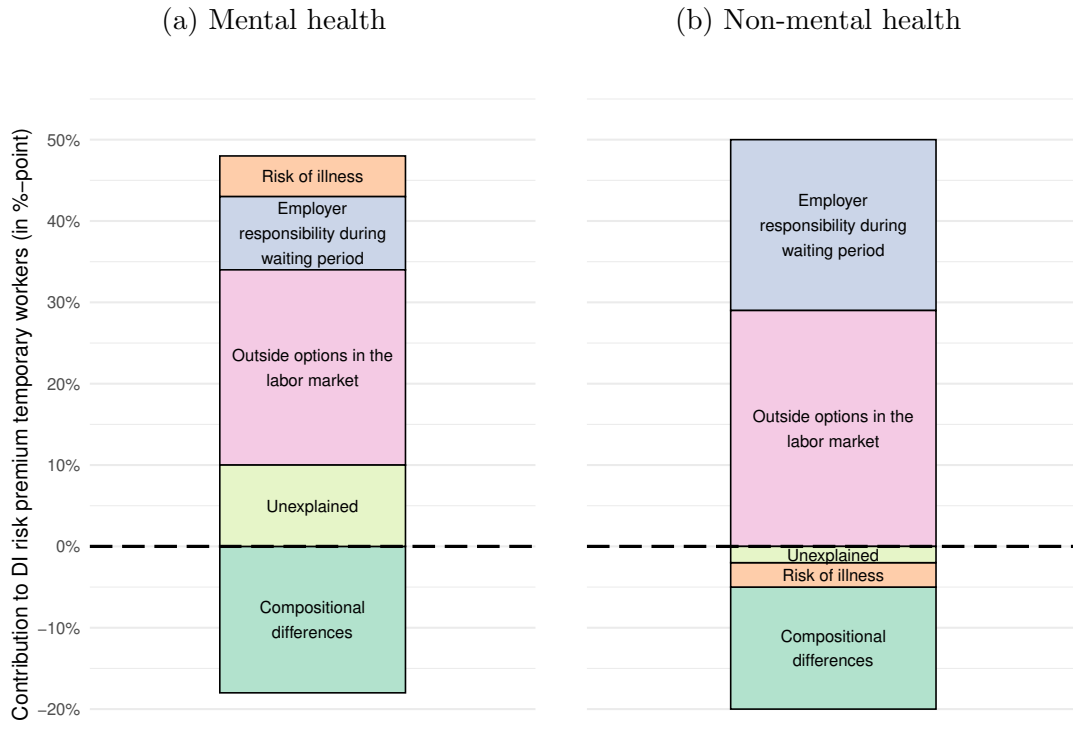 (a) Mental health
(b) Non-mental health
Contribution to DI risk premium temporary workers (in %−point)
50%
40%
30%
20%
10%
0%
−10%
−20%
Risk of illness
Employer
responsibility during
waiting period
Outside options in the
labor market
Unexplained
Compositional
differences
Employer
responsibility during
waiting period
Outside options in the
labor market
Unexplained
Risk of illness
Compositional
differences